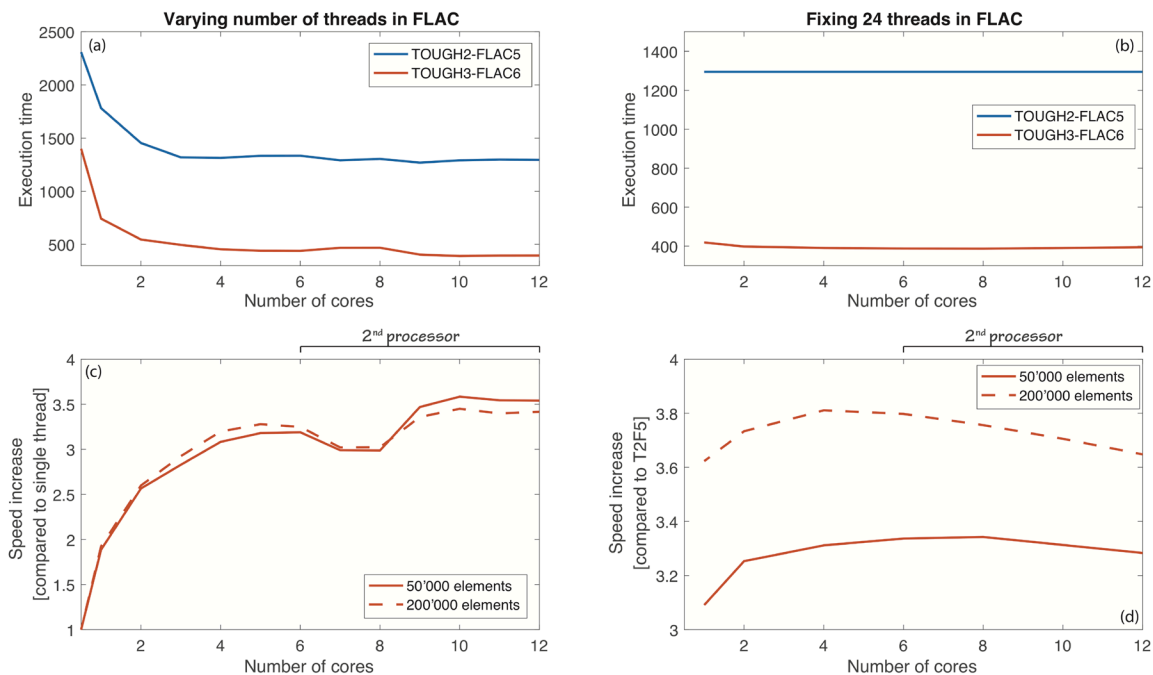 Varying number of threads in FLAC
(a)
TOUGH2-FLAC5
TOUGH3-FLAC6
2500
2000
1500
1000
500
Execution time
2 4 6 8 10 12
Number of cores
Fixing 24 threads in FLAC
(b)
TOUGH2-FLAC5
TOUGH3-FLAC6
1400
1200
1000
800
600
400
Execution time
2 4 6 8 10 12
Number of cores
2nd processor
(c)
4
3.5
3
2.5
2
1.5
1
Speed increase
[compared to single thread]
50'000 elements
200'000 elements
2 4 6 8 10 12
Number of cores
2nd processor
50'000 elements
200'000 elements
4
3.8
3.6
3.4
3.2
3
Speed increase
[compared to T2F5]
(d)
2 4 6 8 10 12
Number of cores